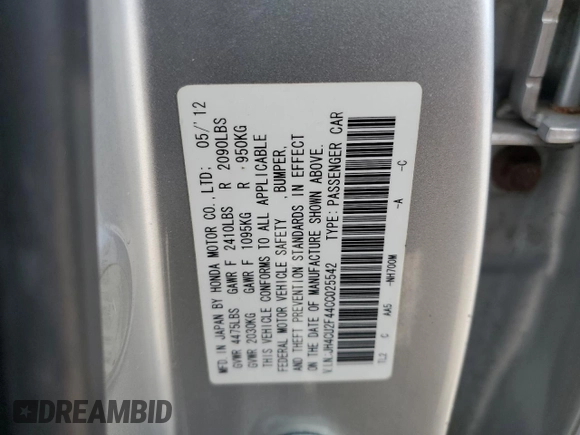 MFD. IN JAPAN BY HONDA MOTOR CO., LTD: 05/'12
GVWR 4475LBS GAWR F 2410LBS R 2090LBS
GVWR 2030KG GAWR F 1095KG R 950KG
THIS VEHICLE CONFORMS TO ALL APPLICABLE
FEDERAL MOTOR VEHICLE SAFETY , BUMPER,
AND THEFT PREVENTION STANDARDS IN EFFECT
ON THE DATE OF MANUFACTURE SHOWN ABOVE.
V.I.N:JH4CU2F44CC025542 TYPE: PASSENGER CAR
TL2 C AA5 -NH700M -A -C
DREAMBID